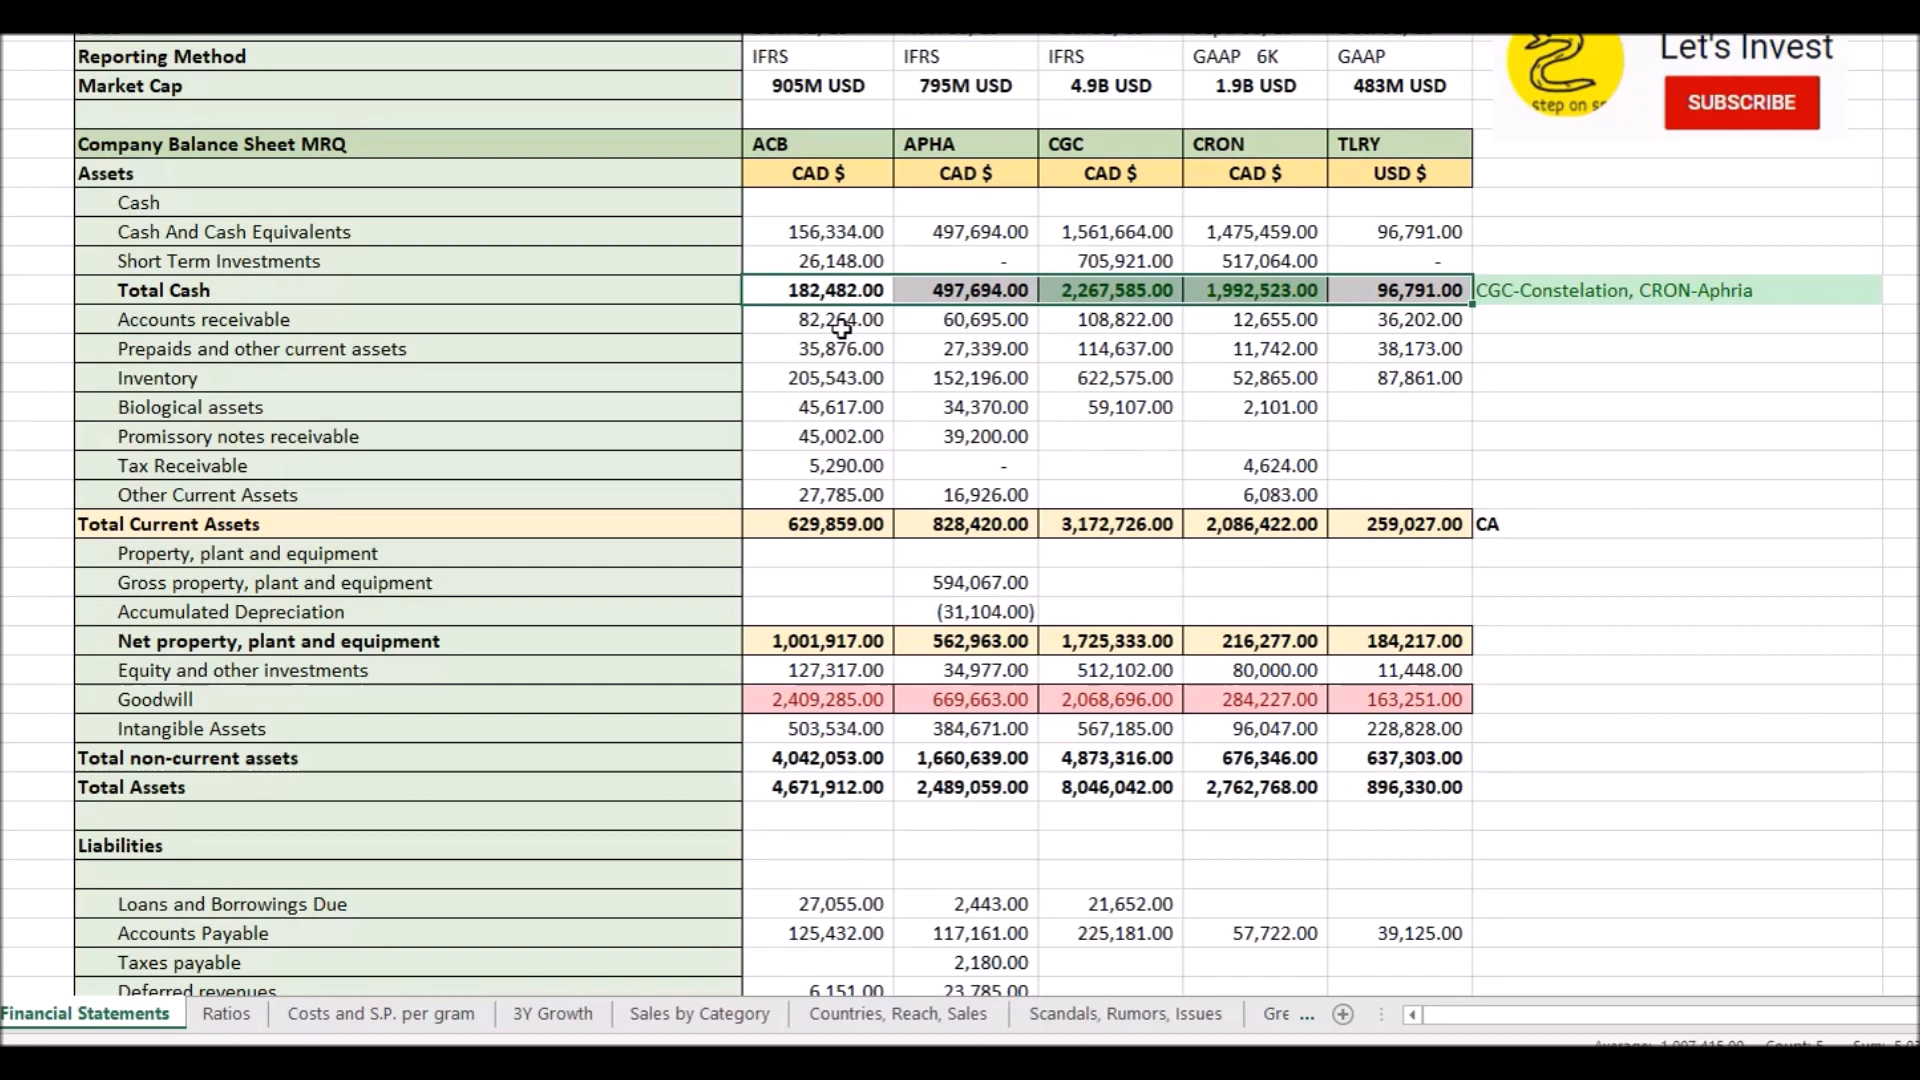 Let's Invest
SUBSCRIBE
step on
Reporting Method IFRS IFRS IFRS GAAP 6K GAAP
Market Cap 905M USD 795M USD 4.9B USD 1.9B USD 483M USD
Company Balance Sheet MRQ ACB APHA CGC CRON TLRY
Assets CAD $ CAD $ CAD $ CAD $ USD $
Cash
Cash And Cash Equivalents 156,334.00 497,694.00 1,561,664.00 1,475,459.00 96,791.00
Short Term Investments 26,148.00 - 705,921.00 517,064.00 -
Total Cash 182,482.00 497,694.00 2,267,585.00 1,992,523.00 96,791.00 CGC-Constelation, CRON-Aphria
Accounts receivable 82,264.00 60,695.00 108,822.00 12,655.00 36,202.00
Prepaids and other current assets 35,876.00 27,339.00 114,637.00 11,742.00 38,173.00
Inventory 205,543.00 152,196.00 622,575.00 52,865.00 87,861.00
Biological assets 45,617.00 34,370.00 59,107.00 2,101.00
Promissory notes receivable 45,002.00 39,200.00
Tax Receivable 5,290.00 - 4,624.00
Other Current Assets 27,785.00 16,926.00 6,083.00
Total Current Assets 629,859.00 828,420.00 3,172,726.00 2,086,422.00 259,027.00 CA
Property, plant and equipment
Gross property, plant and equipment 594,067.00
Accumulated Depreciation (31,104.00)
Net property, plant and equipment 1,001,917.00 562,963.00 1,725,333.00 216,277.00 184,217.00
Equity and other investments 127,317.00 34,977.00 512,102.00 80,000.00 11,448.00
Goodwill 2,409,285.00 669,663.00 2,068,696.00 284,227.00 163,251.00
Intangible Assets 503,534.00 384,671.00 567,185.00 96,047.00 228,828.00
Total non-current assets 4,042,053.00 1,660,639.00 4,873,316.00 676,346.00 637,303.00
Total Assets 4,671,912.00 2,489,059.00 8,046,042.00 2,762,768.00 896,330.00
Liabilities
Loans and Borrowings Due 27,055.00 2,443.00 21,652.00
Accounts Payable 125,432.00 117,161.00 225,181.00 57,722.00 39,125.00
Taxes payable 2,180.00
Deferred revenues 6,151.00 23,785.00
Financial Statements Ratios Costs and S.P. per gram 3Y Growth Sales by Category Countries, Reach, Sales Scandals, Rumors, Issues Gre ...